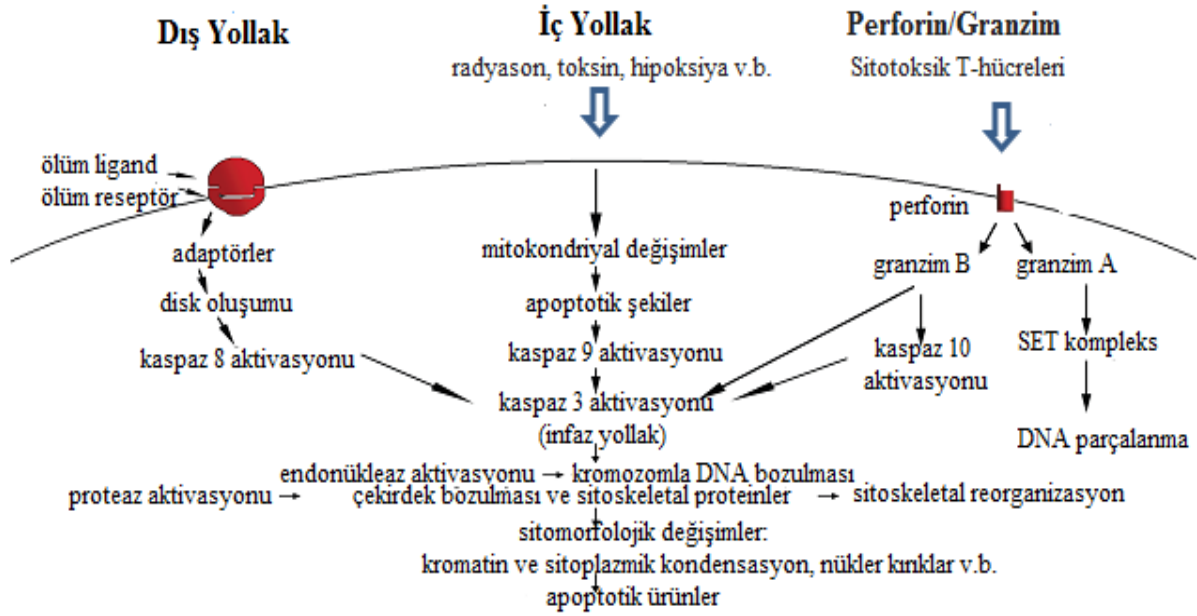 Dış Yollak
İç Yollak
Perforin/Granzim
radyason, toksin, hipoksiya v.b.
Sitotoksik T-hücreleri
ölüm ligand
ölüm reseptör
adaptörler
disk oluşumu
kaspaz 8 aktivasyonu
mitokondriyal değişimler
apoptotik şekiler
kaspaz 9 aktivasyonu
perforin
granzim B
granzim A
kaspaz 10
aktivasyonu
SET kompleks
DNA parçalanma
kaspaz 3 aktivasyonu
(infaz yollak)
endonükleaz aktivasyonu → kromozomla DNA bozulması
proteaz aktivasyonu → çekirdek bozulması ve sitoskeletal proteinler → sitoskeletal reorganizasyon
sitomorfolojik değişimler:
kromatin ve sitoplazmik kondensasyon, nükler kırıklar v.b.
apoptotik ürünler